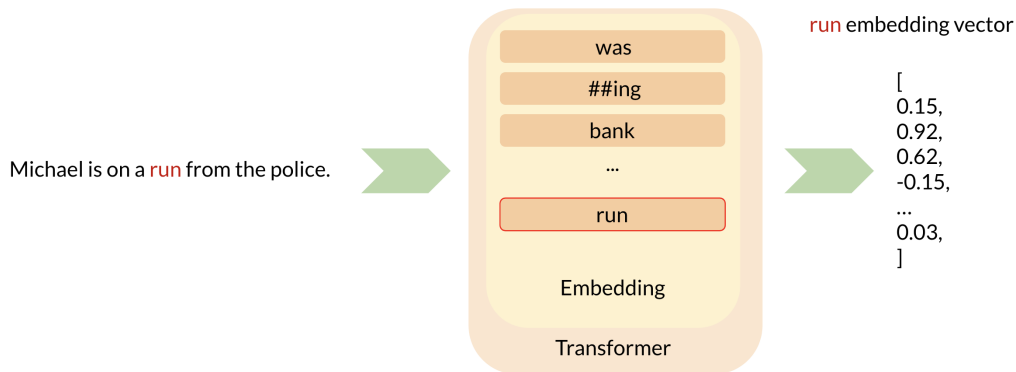 Michael is on a run from the police.
was
##ing
bank
...
run
Embedding
Transformer
run embedding vector
[
0.15,
0.92,
0.62,
-0.15,
...
0.03,
]